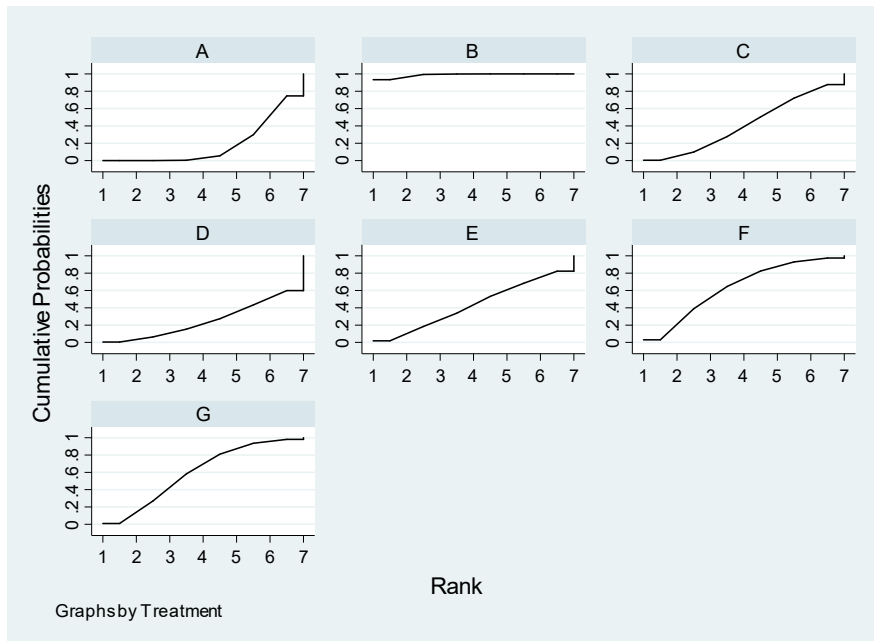 A
B
C
0 .2 .4 .6 .8 1
1 2 3 4 5 6 7
0 .2 .4 .6 .8 1
1 2 3 4 5 6 7
0 .2 .4 .6 .8 1
1 2 3 4 5 6 7
D
E
F
0 .2 .4 .6 .8 1
1 2 3 4 5 6 7
0 .2 .4 .6 .8 1
1 2 3 4 5 6 7
0 .2 .4 .6 .8 1
1 2 3 4 5 6 7
G
0 .2 .4 .6 .8 1
1 2 3 4 5 6 7
Cumulative Probabilities
Rank
Graphs by Treatment